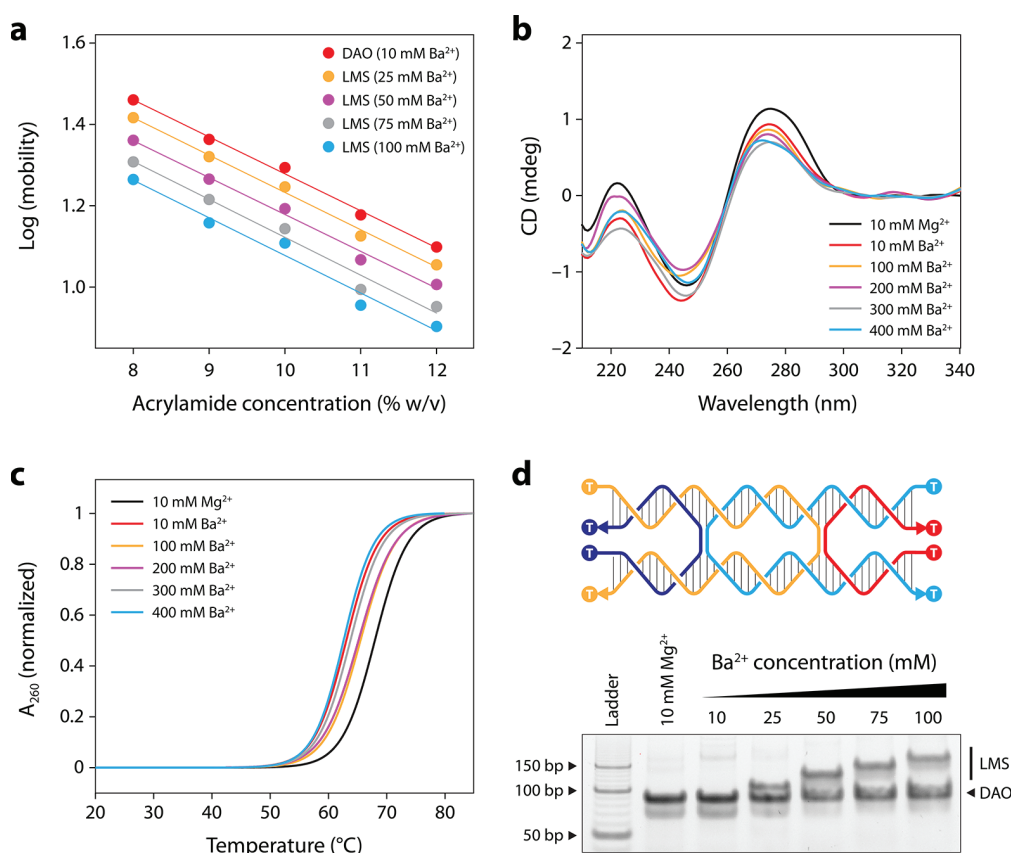 a
1.6
1.4
1.2
1.0
Log (mobility)
DAO (10 mM Ba²⁺)
LMS (25 mM Ba²⁺)
LMS (50 mM Ba²⁺)
LMS (75 mM Ba²⁺)
LMS (100 mM Ba²⁺)
8 9 10 11 12
Acrylamide concentration (% w/v)
b
2
1
0
−1
−2
CD (mdeg)
10 mM Mg²⁺
10 mM Ba²⁺
100 mM Ba²⁺
200 mM Ba²⁺
300 mM Ba²⁺
400 mM Ba²⁺
220 240 260 280 300 320 340
Wavelength (nm)
c
1
0.8
0.6
0.4
0.2
0
A₂₆₀ (normalized)
10 mM Mg²⁺
10 mM Ba²⁺
100 mM Ba²⁺
200 mM Ba²⁺
300 mM Ba²⁺
400 mM Ba²⁺
20 30 40 50 60 70 80
Temperature (°C)
d
T T
T T
T T
T T
Ladder
10 mM Mg²⁺
Ba²⁺ concentration (mM)
10 25 50 75 100
150 bp
100 bp
50 bp
LMS
DAO